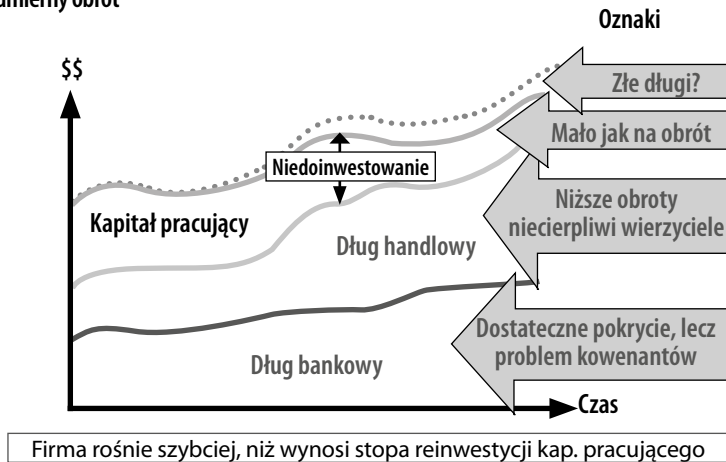 obrót
Oznaki
$$
Złe długi?
Mało jak na obrót
Niedoinwestowanie
Niższe obroty
niecierpliwi wierzyciele
Kapitał pracujący
Dług handlowy
Dostateczne pokrycie, lecz
problem kowenantów
Dług bankowy
Czas
Firma rośnie szybciej, niż wynosi stopa reinwestycji kap. pracującego